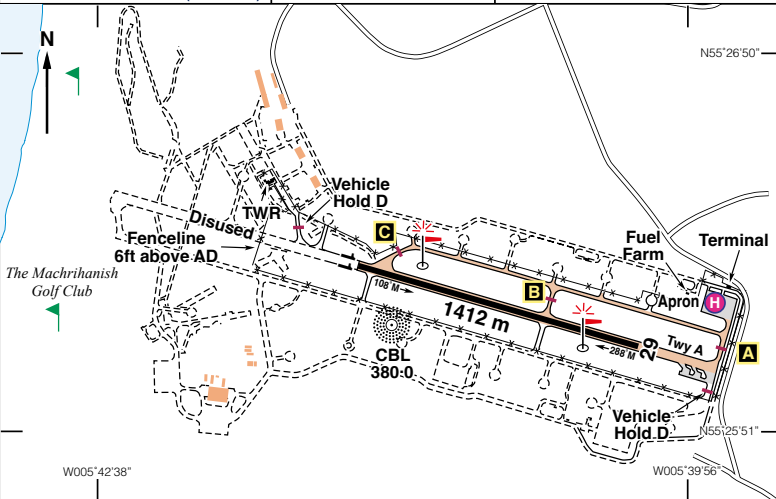 N
N55°26'50"
Vehicle
Hold D
TWR
Disused
Fenceline
6ft above AD
C
The Machrihanish
Golf Club
11
108°M
B
1412 m
CBL
380·0
Fuel
Farm
Terminal
Apron
H
Twy A
A
288°M
29
Vehicle
Hold D
N55°25'51"
W005°42'38"
W005°39'56"